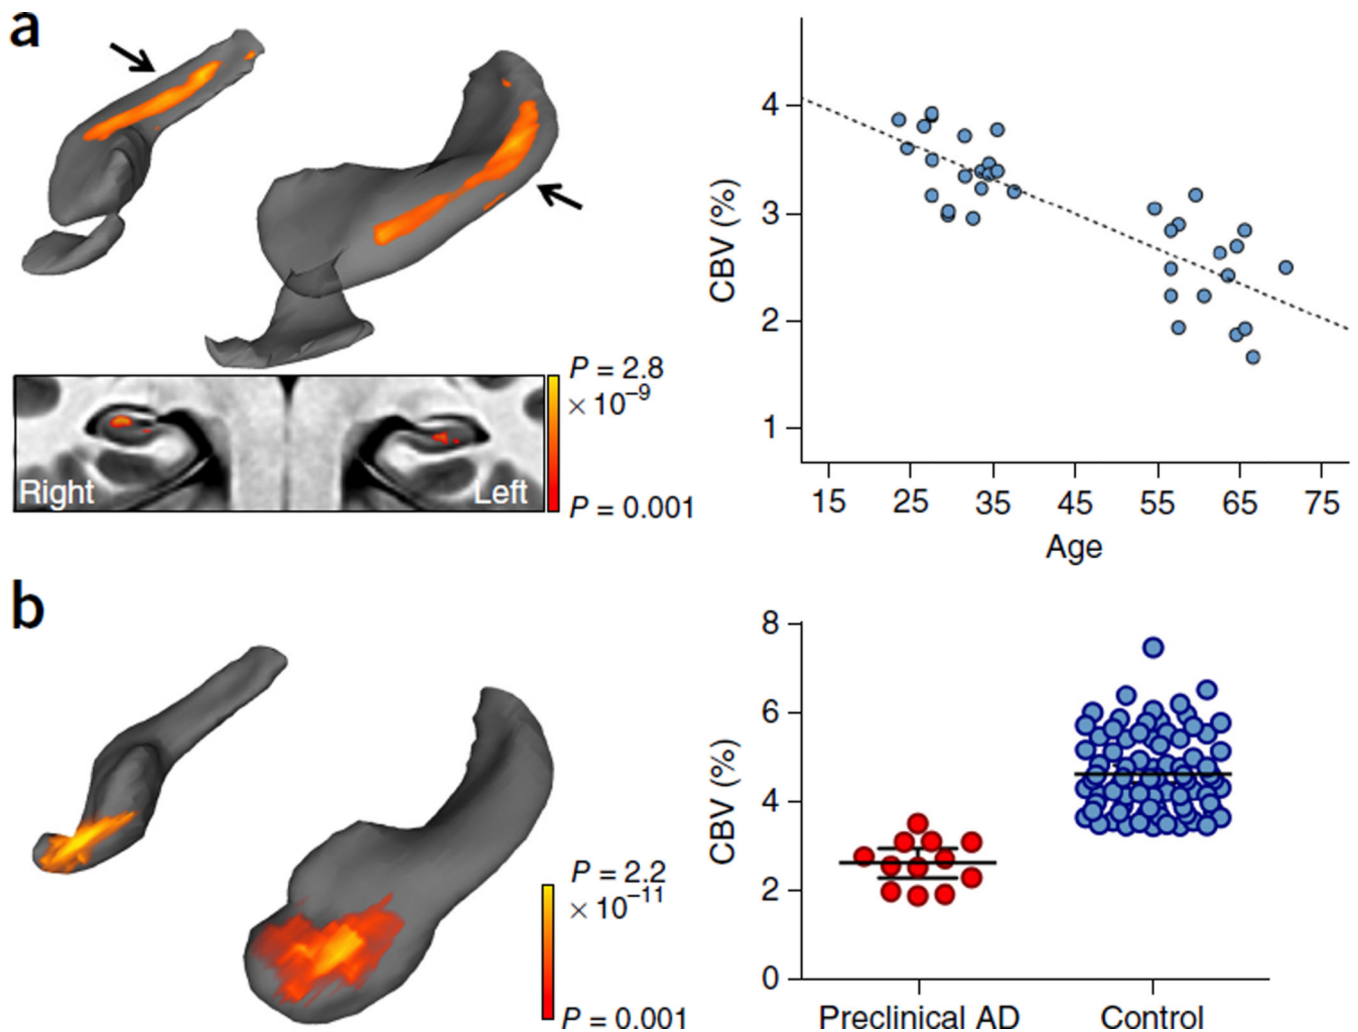 a
P = 2.8
× 10⁻⁹
P = 0.001
Right
Left
CBV (%)
4
3
2
1
15 25 35 45 55 65 75
Age
b
P = 2.2
× 10⁻¹¹
P = 0.001
CBV (%)
8
6
4
2
0
Preclinical AD Control